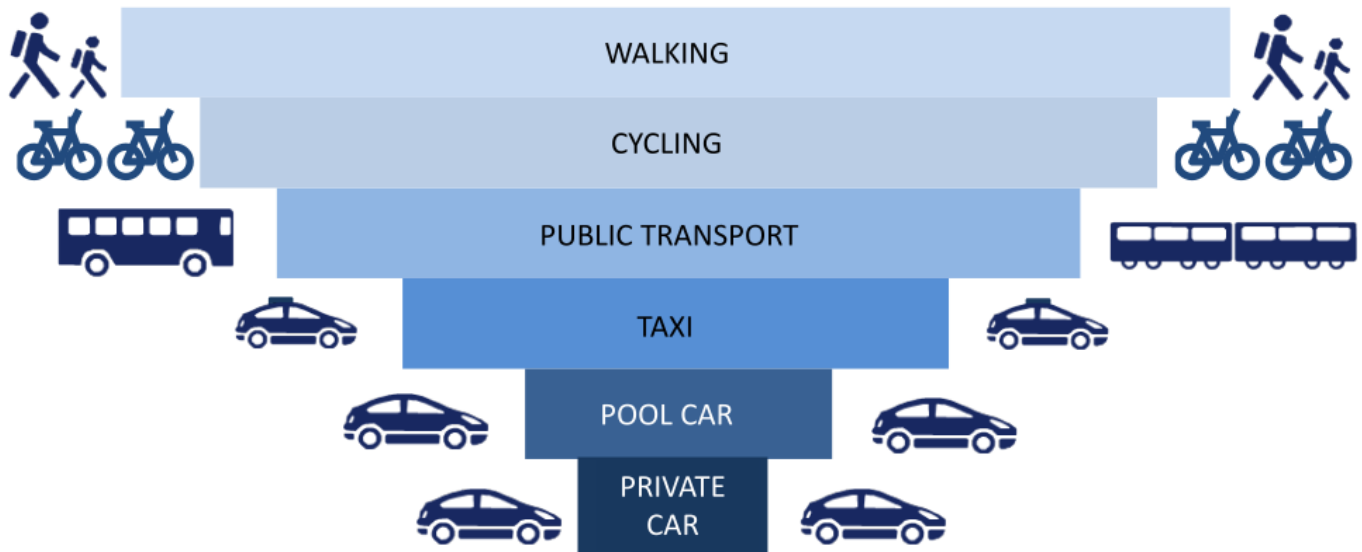 WALKING
CYCLING
PUBLIC TRANSPORT
TAXI
POOL CAR
PRIVATE
CAR